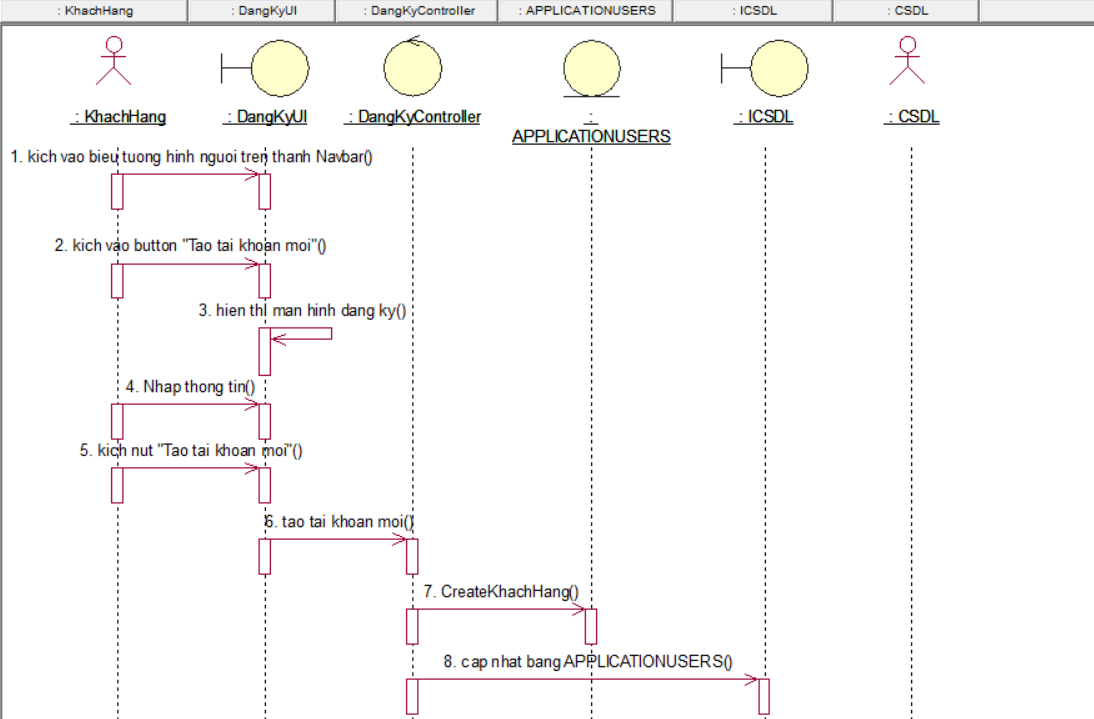 : KhachHang : DangKyUI : DangKyController : APPLICATIONUSERS : ICSDL : CSDL
: KhachHang : DangKyUI : DangKyController : : ICSDL : CSDL
APPLICATIONUSERS
1. kich vao bieu tuong hinh nguoi tren thanh Navbar()
2. kich vao button "Tao tai khoan moi"()
3. hien thi man hinh dang ky()
4. Nhap thong tin()
5. kich nut "Tao tai khoan moi"()
6. tao tai khoan moi()
7. CreateKhachHang()
8. cap nhat bang APPLICATIONUSERS()